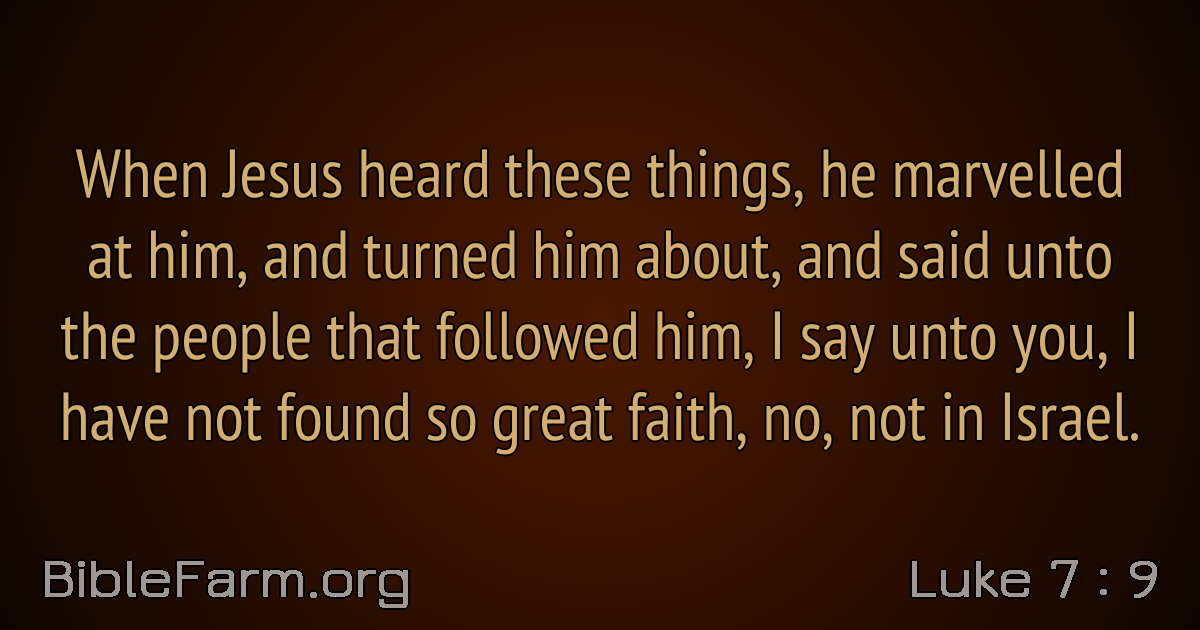 When Jesus heard these things, he marvelled
at him, and turned him about, and said unto
the people that followed him, I say unto you, I
have not found so great faith, no, not in Israel.
BibleFarm.org
Luke 7 : 9